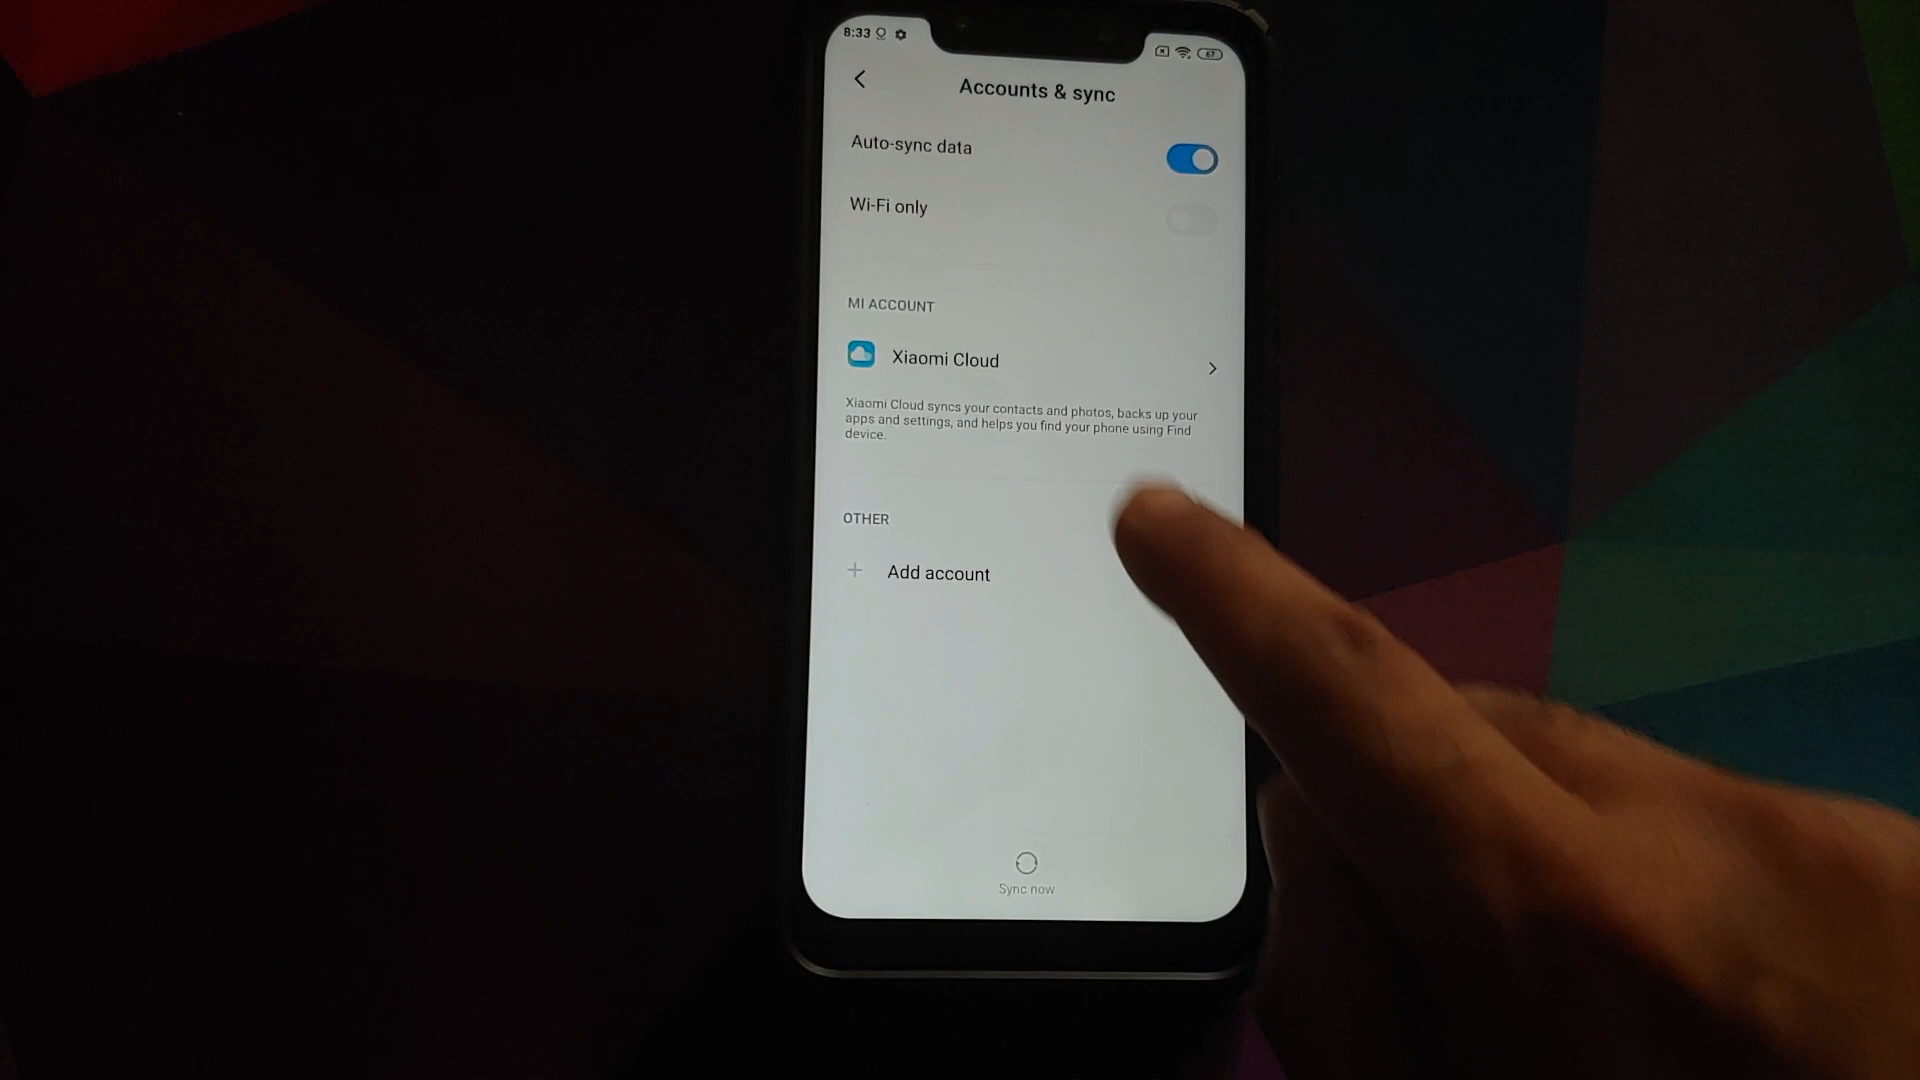 8:33
67
Accounts & sync
Auto-sync data
Wi-Fi only
MI ACCOUNT
Xiaomi Cloud
Xiaomi Cloud syncs your contacts and photos, backs up your
apps and settings, and helps you find your phone using Find
device.
OTHER
Add account
Sync now